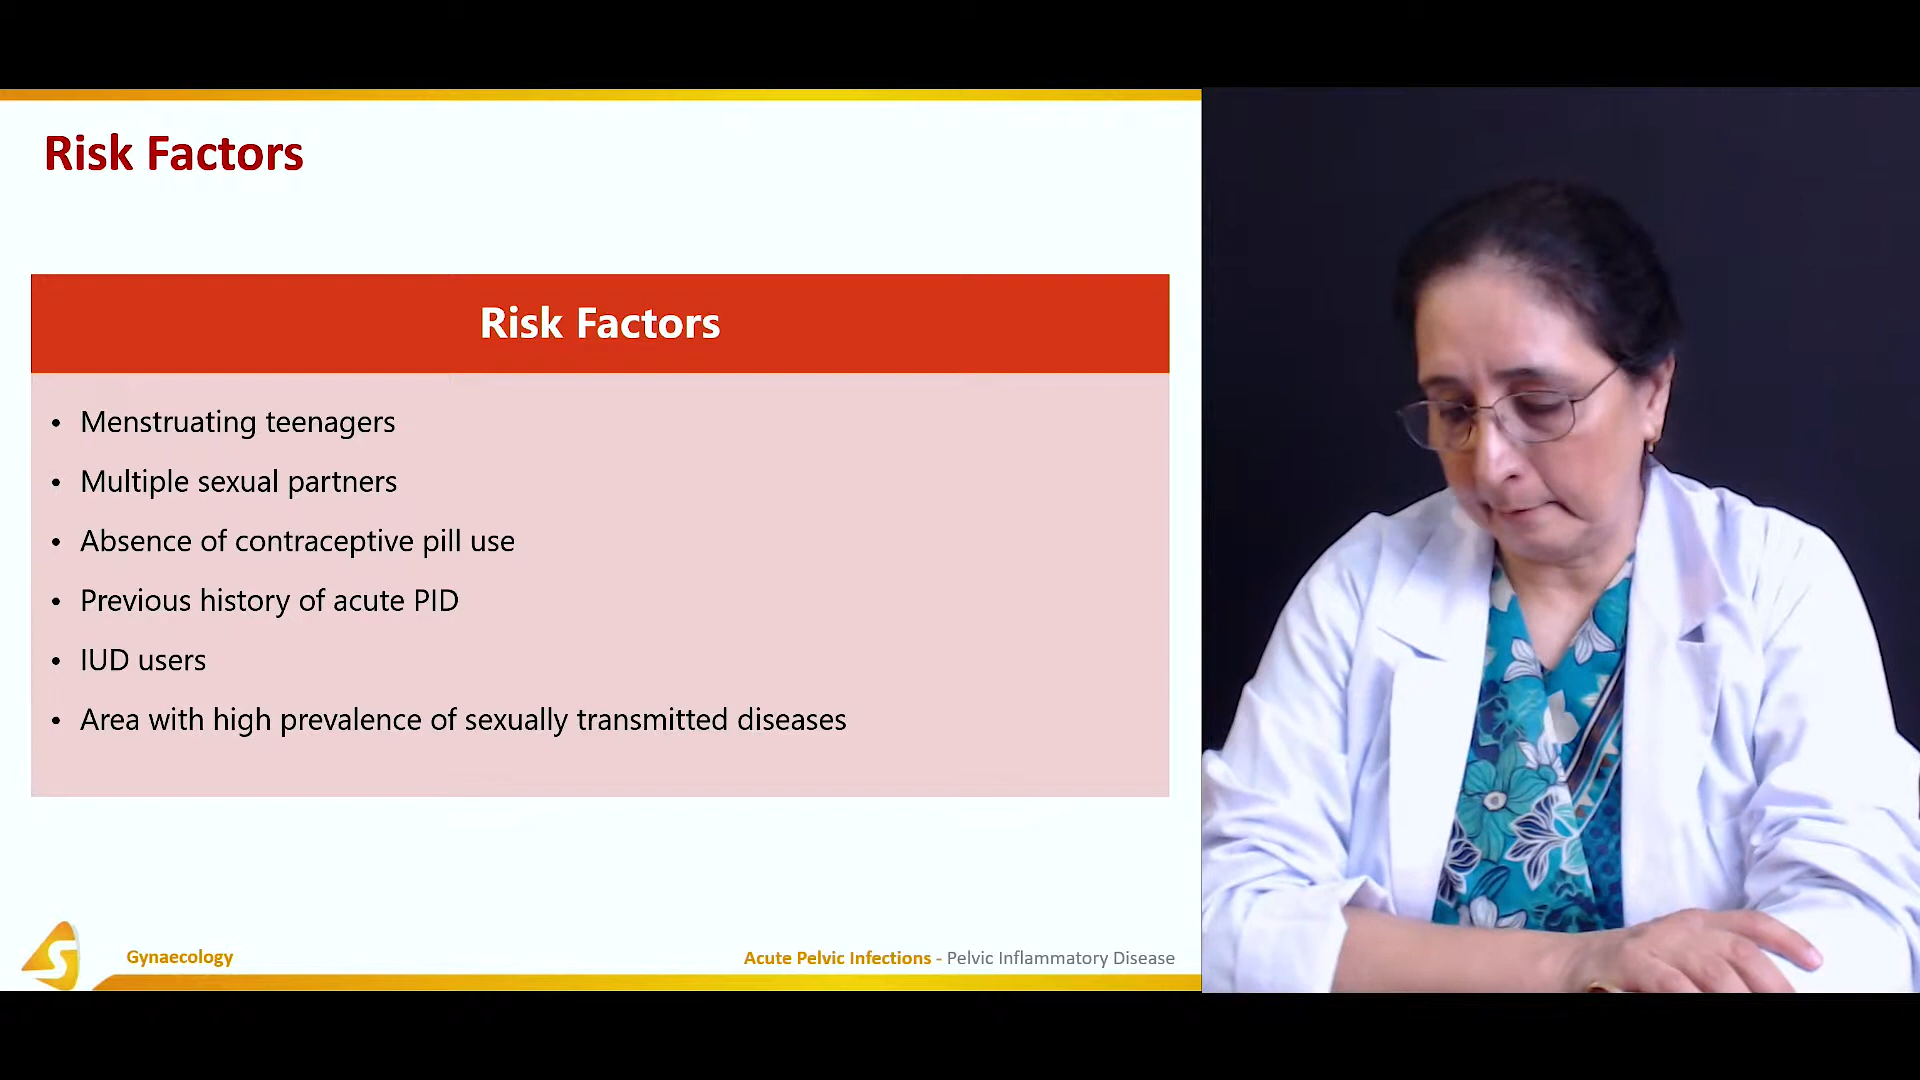 Risk Factors
Risk Factors
• Menstruating teenagers
• Multiple sexual partners
• Absence of contraceptive pill use
• Previous history of acute PID
• IUD users
• Area with high prevalence of sexually transmitted diseases
S
Gynaecology
Acute Pelvic Infections - Pelvic Inflammatory Disease